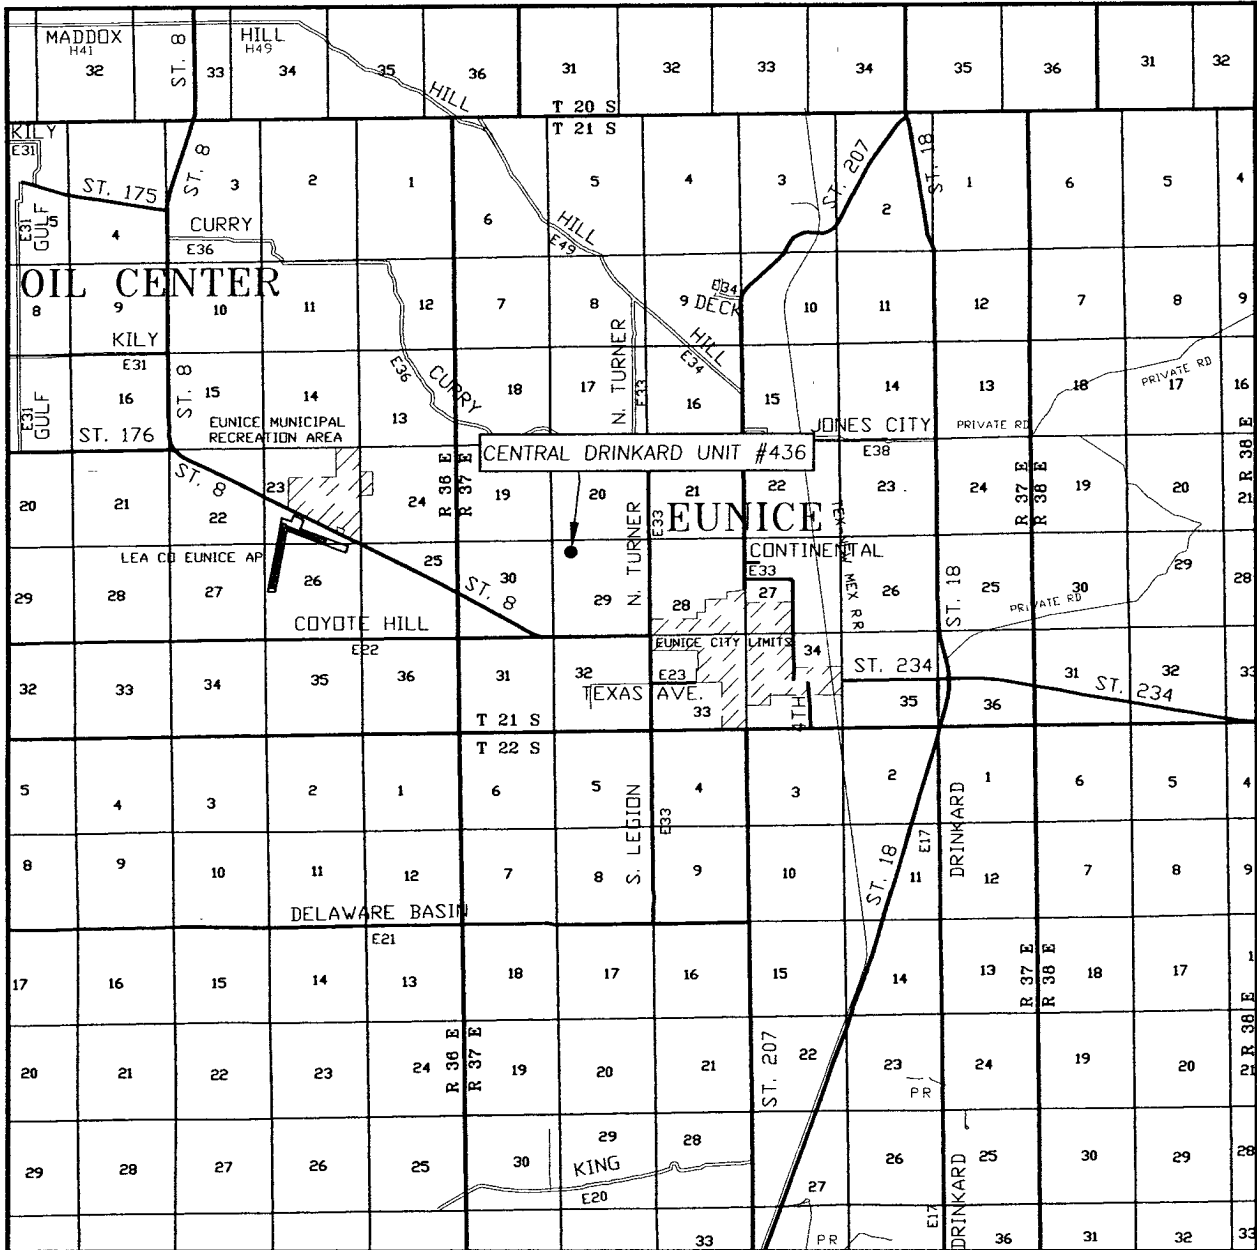 MADDOX
H41
ST. 8
HILL
H49
32 33 34 35 36 31 32 33 34 35 36 31 32
HILL
T 20 S
T 21 S
KILY
E31
ST. 175
ST. 8
ST. 207
ST. 18
3 2 1 5 4 3 1 6 5 4
6 2
E31
GULF
5
4
CURRY
E36
HILL
E49
OIL CENTER
8 9 10 11 12 7 8 9 10 11 12 7 8 9
E34
DECK
KILY
E31
HILL
E34
N. TURNER
E33
E36
CURRY
PRIVATE RD
ST. 8
16 15 14 13 18 17 16 15 14 13 18 17 16
E31
GULF
EUNICE MUNICIPAL
RECREATION AREA
ST. 176
JONES CITY
E38
PRIVATE RD
CENTRAL DRINKARD UNIT #436
ST. 8
R 36 E
R 37 E
R 37 E
R 38 E
R 38 E
20 21 22 23 24 19 20 21 22 23 24 19 20 21
EUNICE
E33
N. TURNER
TEX NEW MEX RR
CONTINENTAL
E33
LEA CO EUNICE AP
29 28 27 26 25 30 29 28 27 26 25 30 29 28
ST. 8
ST. 18
PRIVATE RD
COYOTE HILL
E22
EUNICE CITY LIMITS
32 33 34 35 36 31 32 33 34 35 36 31 32 33
E23
TEXAS AVE.
4TH
ST. 234
ST. 234
T 21 S
T 22 S
5 4 3 2 1 6 5 4 3 2 1 6 5 4
S. LEGION
E33
E17
DRINKARD
ST. 18
8 9 10 11 12 7 8 9 10 11 12 7 8 9
DELAWARE BASIN
E21
17 16 15 14 13 18 17 16 15 14 13 18 17 1
R 36 E
R 37 E
R 37 E
R 38 E
R 38 E
20 21 22 23 24 19 20 21 22 23 24 19 20 21
ST. 207
PR
29 28 27 26 25 30 29 28 27 26 25 30 29 28
KING
E20
E17
DRINKARD
33 PR 36 31 32 33